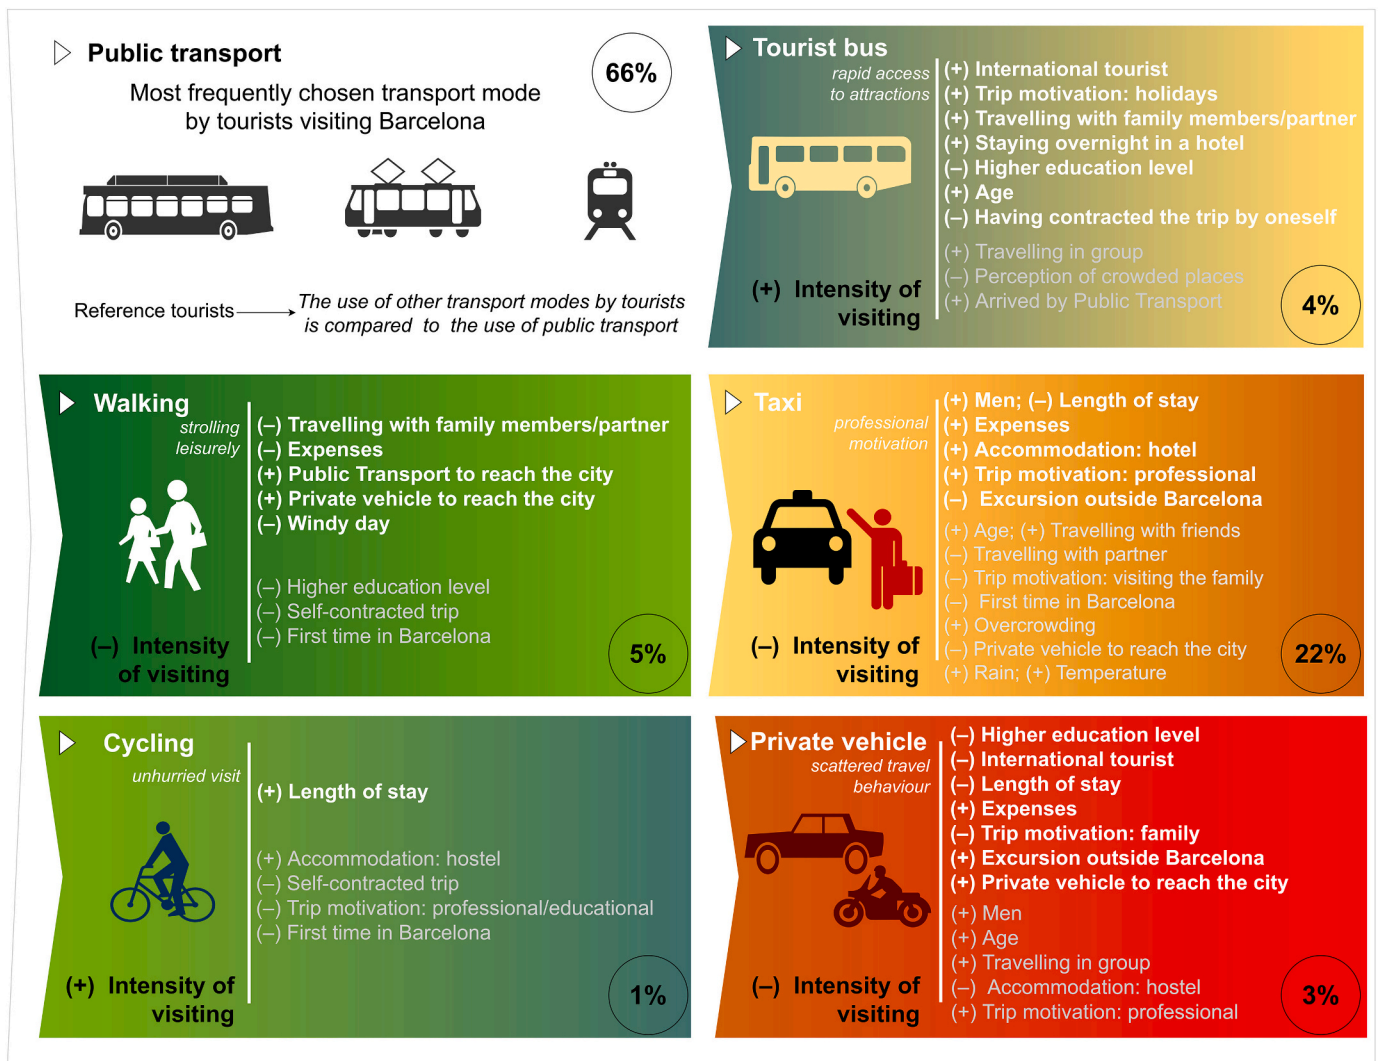 Public transport
66%
Most frequently chosen transport mode
by tourists visiting Barcelona
Reference tourists
The use of other transport modes by tourists
is compared to the use of public transport
Tourist bus
rapid access
to attractions
(+) International tourist
(+) Trip motivation: holidays
(+) Travelling with family members/partner
(+) Staying overnight in a hotel
(–) Higher education level
(+) Age
(–) Having contracted the trip by oneself
(+) Travelling in group
(–) Perception of crowded places
(+) Arrived by Public Transport
(+) Intensity of
visiting
4%
Walking
strolling
leisurely
(–) Travelling with family members/partner
(–) Expenses
(+) Public Transport to reach the city
(+) Private vehicle to reach the city
(–) Windy day
(–) Higher education level
(–) Self-contracted trip
(–) First time in Barcelona
(–) Intensity
of visiting
5%
Taxi
professional
motivation
(+) Men; (–) Length of stay
(+) Expenses
(+) Accommodation: hotel
(+) Trip motivation: professional
(–) Excursion outside Barcelona
(+) Age; (+) Travelling with friends
(–) Travelling with partner
(–) Trip motivation: visiting the family
(–) First time in Barcelona
(+) Overcrowding
(–) Private vehicle to reach the city
(+) Rain; (+) Temperature
(–) Intensity of
visiting
22%
Cycling
unhurried visit
(+) Length of stay
(+) Accommodation: hostel
(–) Self-contracted trip
(–) Trip motivation: professional/educational
(–) First time in Barcelona
(+) Intensity of
visiting
1%
Private vehicle
scattered travel
behaviour
(–) Higher education level
(–) International tourist
(–) Length of stay
(+) Expenses
(–) Trip motivation: family
(+) Excursion outside Barcelona
(+) Private vehicle to reach the city
(+) Men
(+) Age
(+) Travelling in group
(–) Accommodation: hostel
(+) Trip motivation: professional
(–) Intensity of
visiting
3%